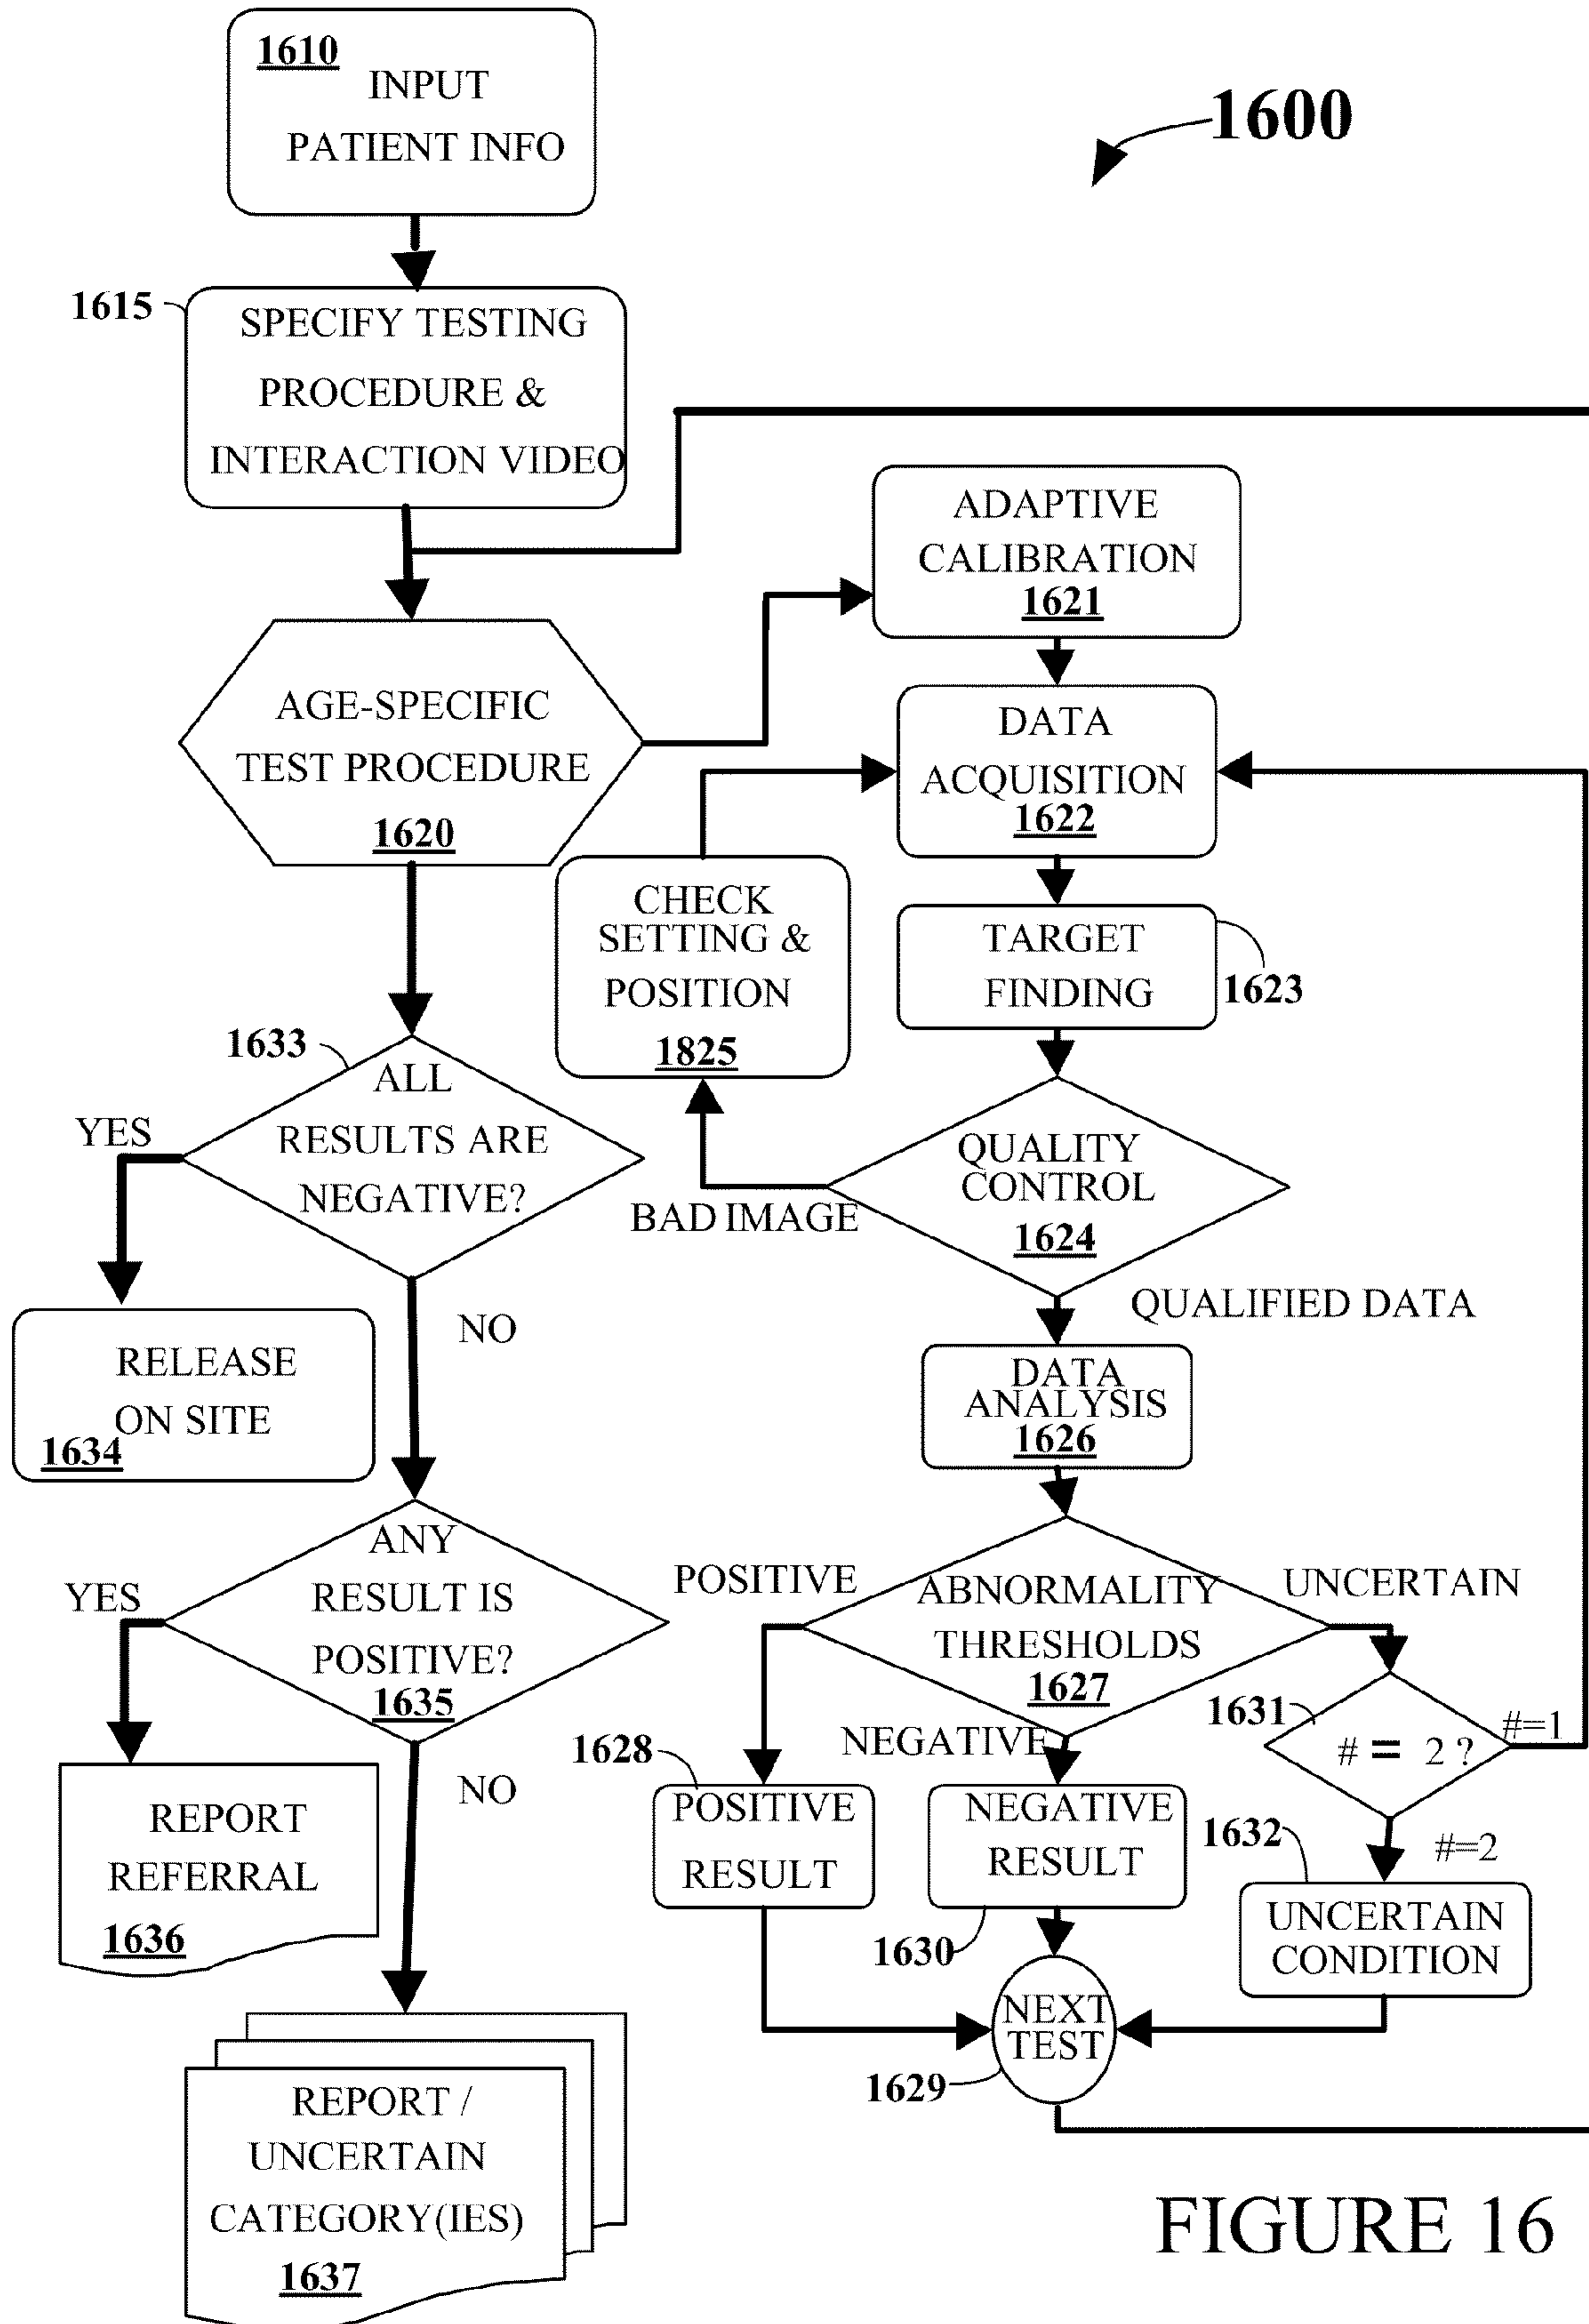 1610
INPUT
PATIENT INFO
1600
1615
SPECIFY TESTING
PROCEDURE &
INTERACTION VIDEO
ADAPTIVE
CALIBRATION
1621
AGE-SPECIFIC
TEST PROCEDURE
1620
DATA
ACQUISITION
1622
CHECK
SETTING &
POSITION
1825
TARGET
FINDING
1623
1633
ALL
RESULTS ARE
NEGATIVE?
YES
NO
QUALITY
CONTROL
1624
BAD IMAGE
QUALIFIED DATA
RELEASE
ON SITE
1634
DATA
ANALYSIS
1626
ANY
RESULT IS
POSITIVE?
1635
YES
NO
POSITIVE
ABNORMALITY
THRESHOLDS
1627
UNCERTAIN
NEGATIVE
1631
# = 2 ?
#=1
#=2
1628
POSITIVE
RESULT
NEGATIVE
RESULT
1630
1632
UNCERTAIN
CONDITION
REPORT
REFERRAL
1636
NEXT
TEST
1629
REPORT /
UNCERTAIN
CATEGORY(IES)
1637
FIGURE 16